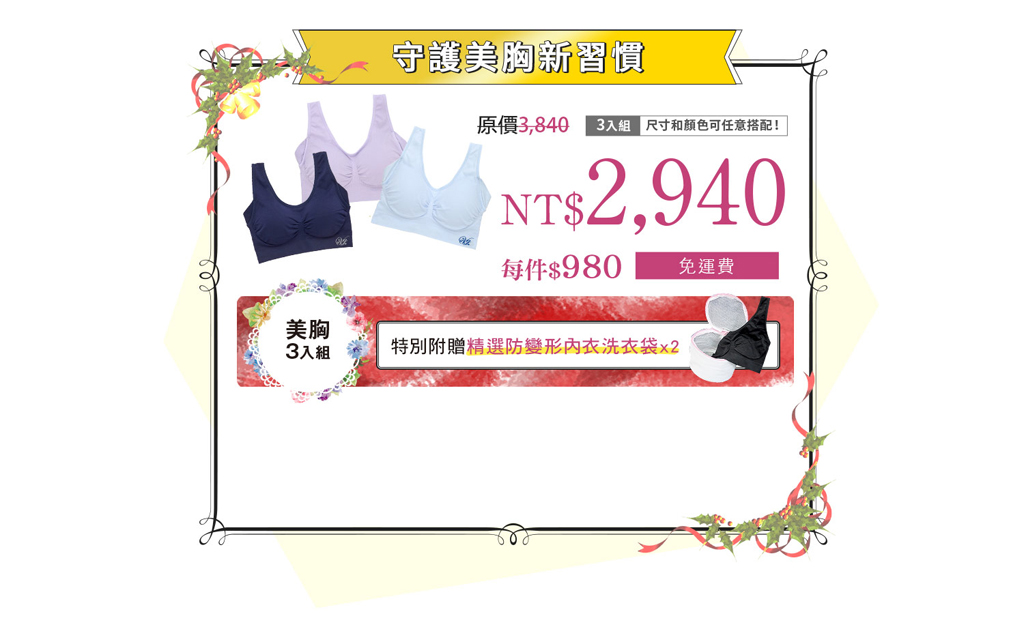 守護美胸新習慣
原價3,840 3入組 尺寸和顏色可任意搭配！
NT$2,940
每件$980 免運費
美胸
3入組
特別附贈精選防變形內衣洗衣袋x2